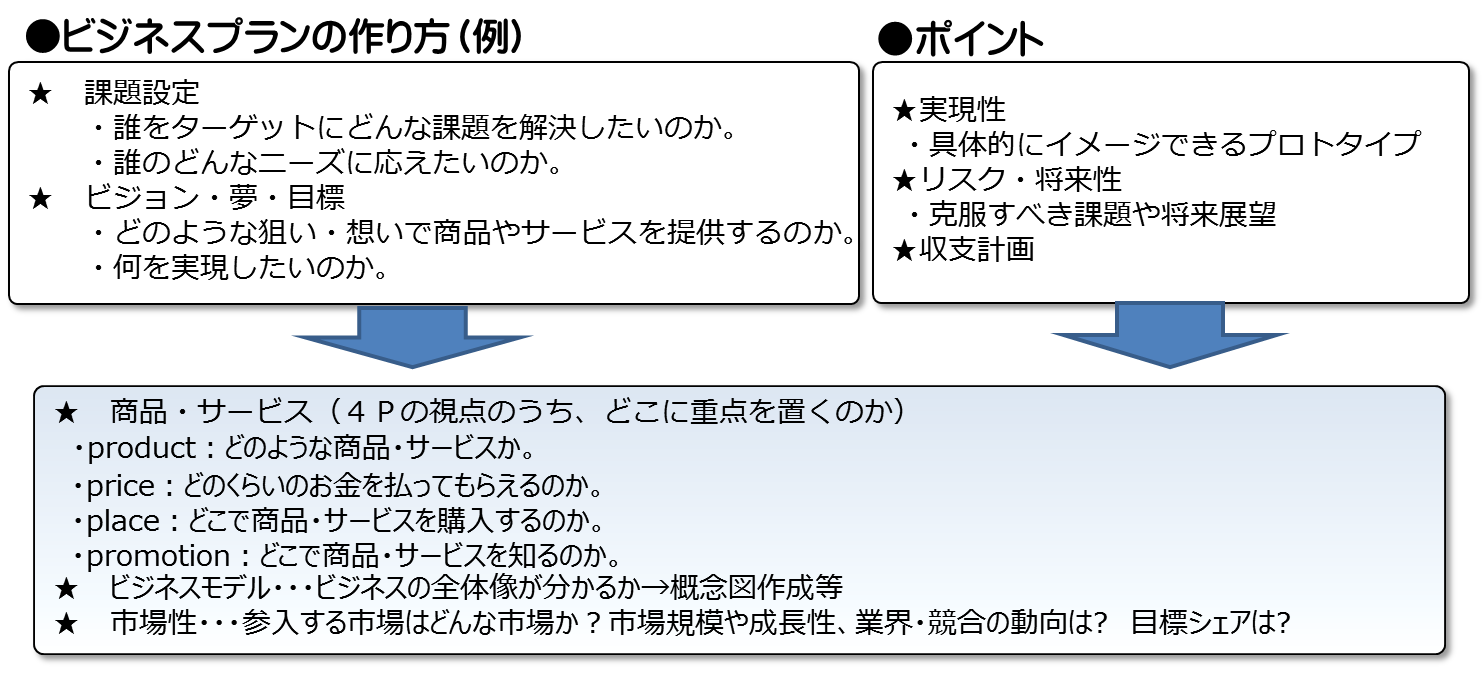 ●ビジネスプランの作り方（例）
★　課題設定
・誰をターゲットにどんな課題を解決したいのか。
・誰のどんなニーズに応えたいのか。
★　ビジョン・夢・目標
・どのような狙い・想いで商品やサービスを提供するのか。
・何を実現したいのか。
●ポイント
★実現性
・具体的にイメージできるプロトタイプ
★リスク・将来性
・克服すべき課題や将来展望
★収支計画
★　商品・サービス（４Ｐの視点のうち、どこに重点を置くのか）
・product：どのような商品・サービスか。
・price：どのくらいのお金を払ってもらえるのか。
・place：どこで商品・サービスを購入するのか。
・promotion：どこで商品・サービスを知るのか。
★　ビジネスモデル・・・ビジネスの全体像が分かるか→概念図作成等
★　市場性・・・参入する市場はどんな市場か？市場規模や成長性、業界・競合の動向は?　目標シェアは?